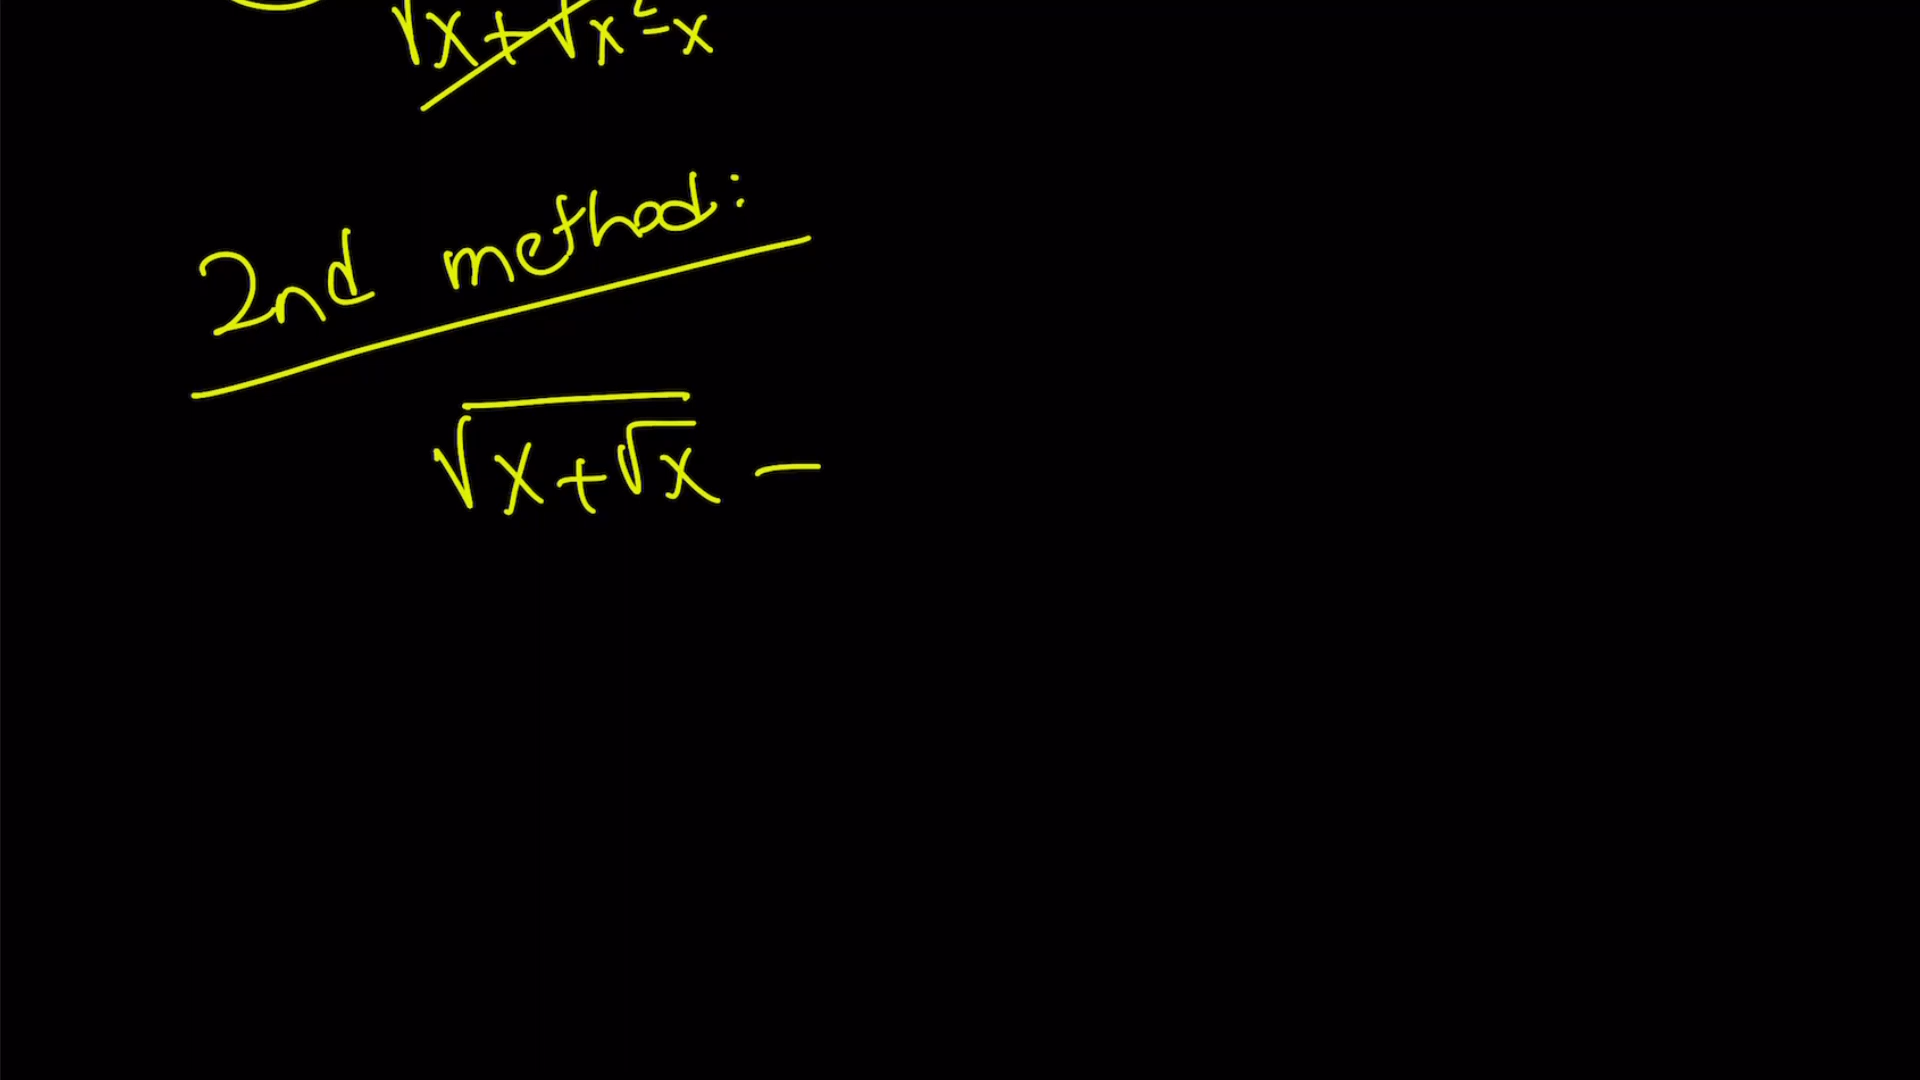 √x+√x²-x
2nd method:
√x+√x -